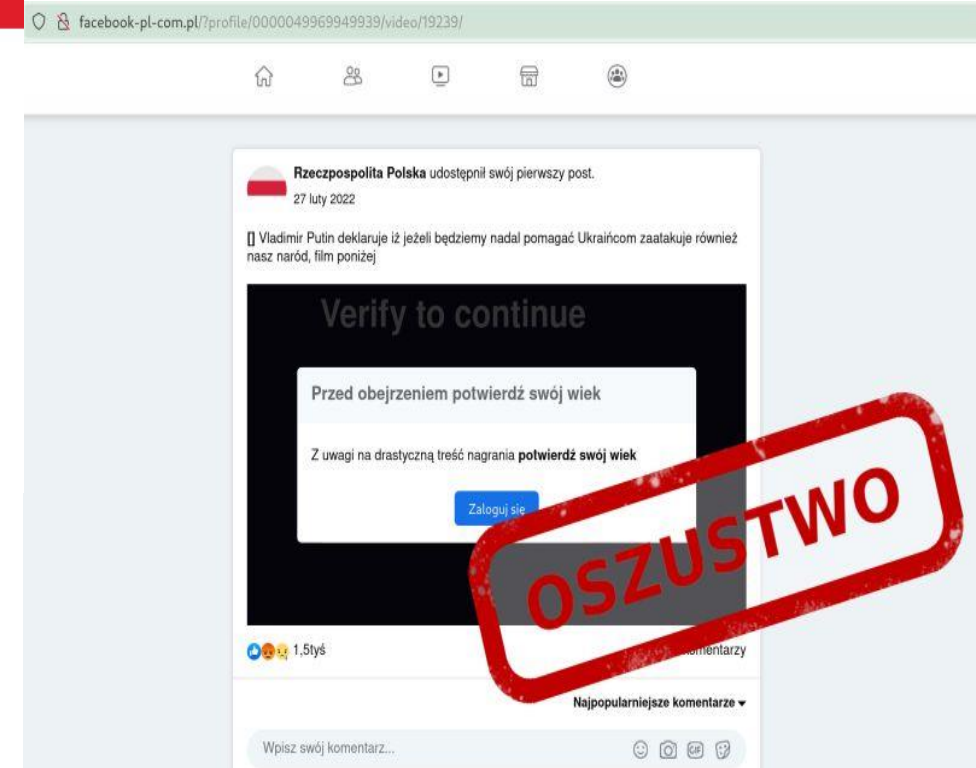 facebook-pl-com.pl/?profile/0000049969949939/video/19239/
Rzeczpospolita Polska udostępnił swój pierwszy post.
27 luty 2022
[] Vladimir Putin deklaruje iż jeżeli będziemy nadal pomagać Ukraińcom zaatakuje również
nasz naród, film poniżej
Verify to continue
Przed obejrzeniem potwierdź swój wiek
Z uwagi na drastyczną treść nagrania potwierdź swój wiek
Zaloguj się
OSZUSTWO
1,5tyś
Najpopularniejsze komentarze
Wpisz swój komentarz...
GIF